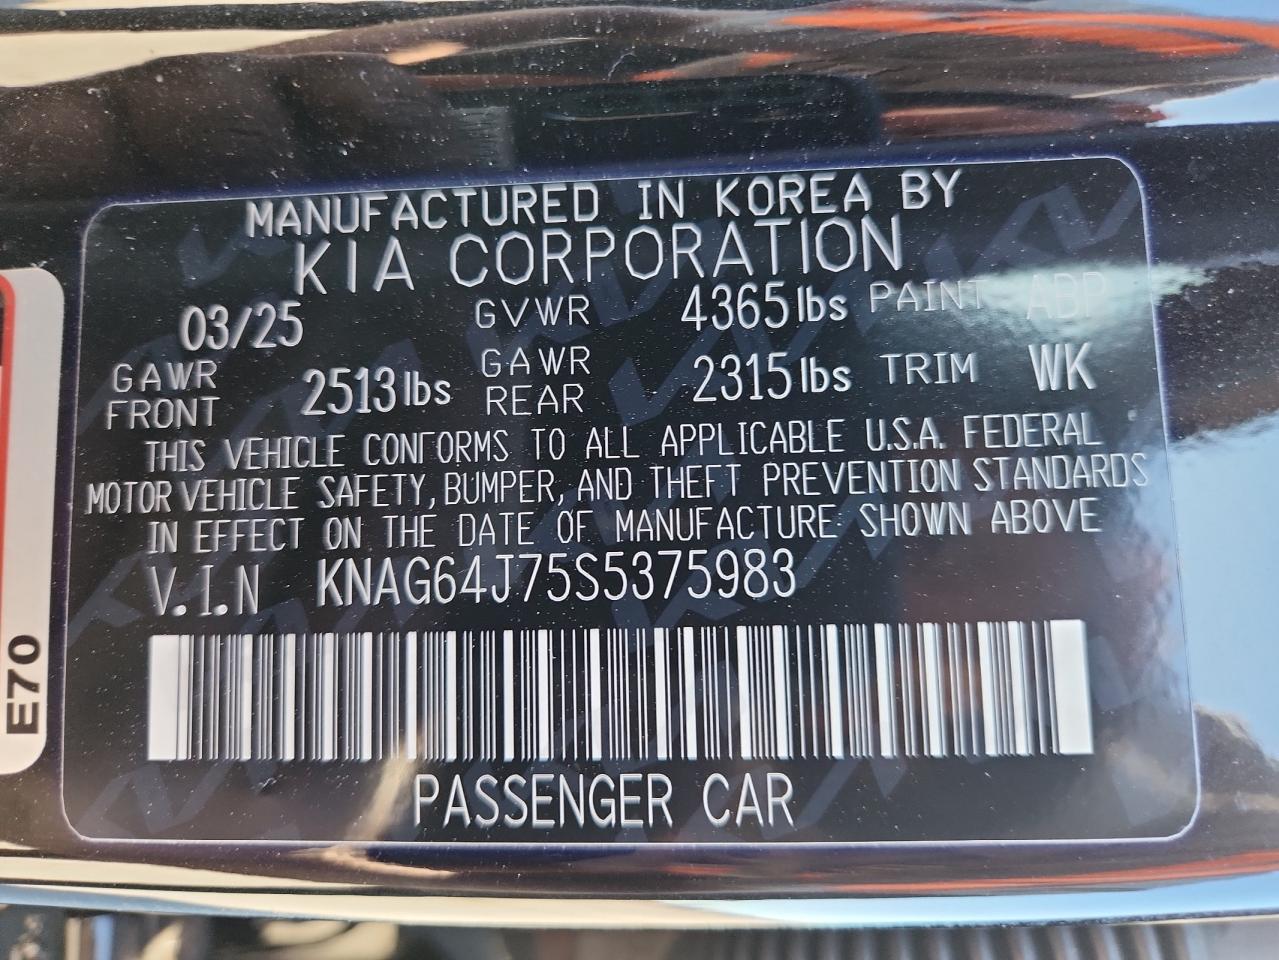 MANUFACTURED IN KOREA BY
KIA CORPORATION
03/25 GVWR 4365 lbs PAINT ABP
GAWR FRONT 2513 lbs GAWR REAR 2315 lbs TRIM WK
THIS VEHICLE CONFORMS TO ALL APPLICABLE U.S.A. FEDERAL
MOTOR VEHICLE SAFETY, BUMPER, AND THEFT PREVENTION STANDARDS
IN EFFECT ON THE DATE OF MANUFACTURE SHOWN ABOVE
V.I.N KNAG64J75S5375983
PASSENGER CAR
E70